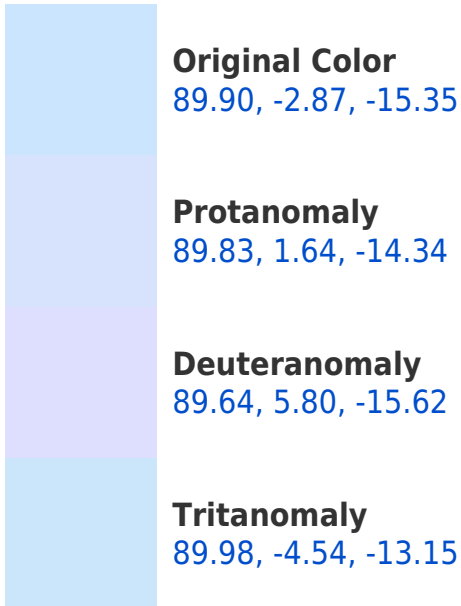 Original Color
89.90, -2.87, -15.35
Protanomaly
89.83, 1.64, -14.34
Deuteranomaly
89.64, 5.80, -15.62
Tritanomaly
89.98, -4.54, -13.15